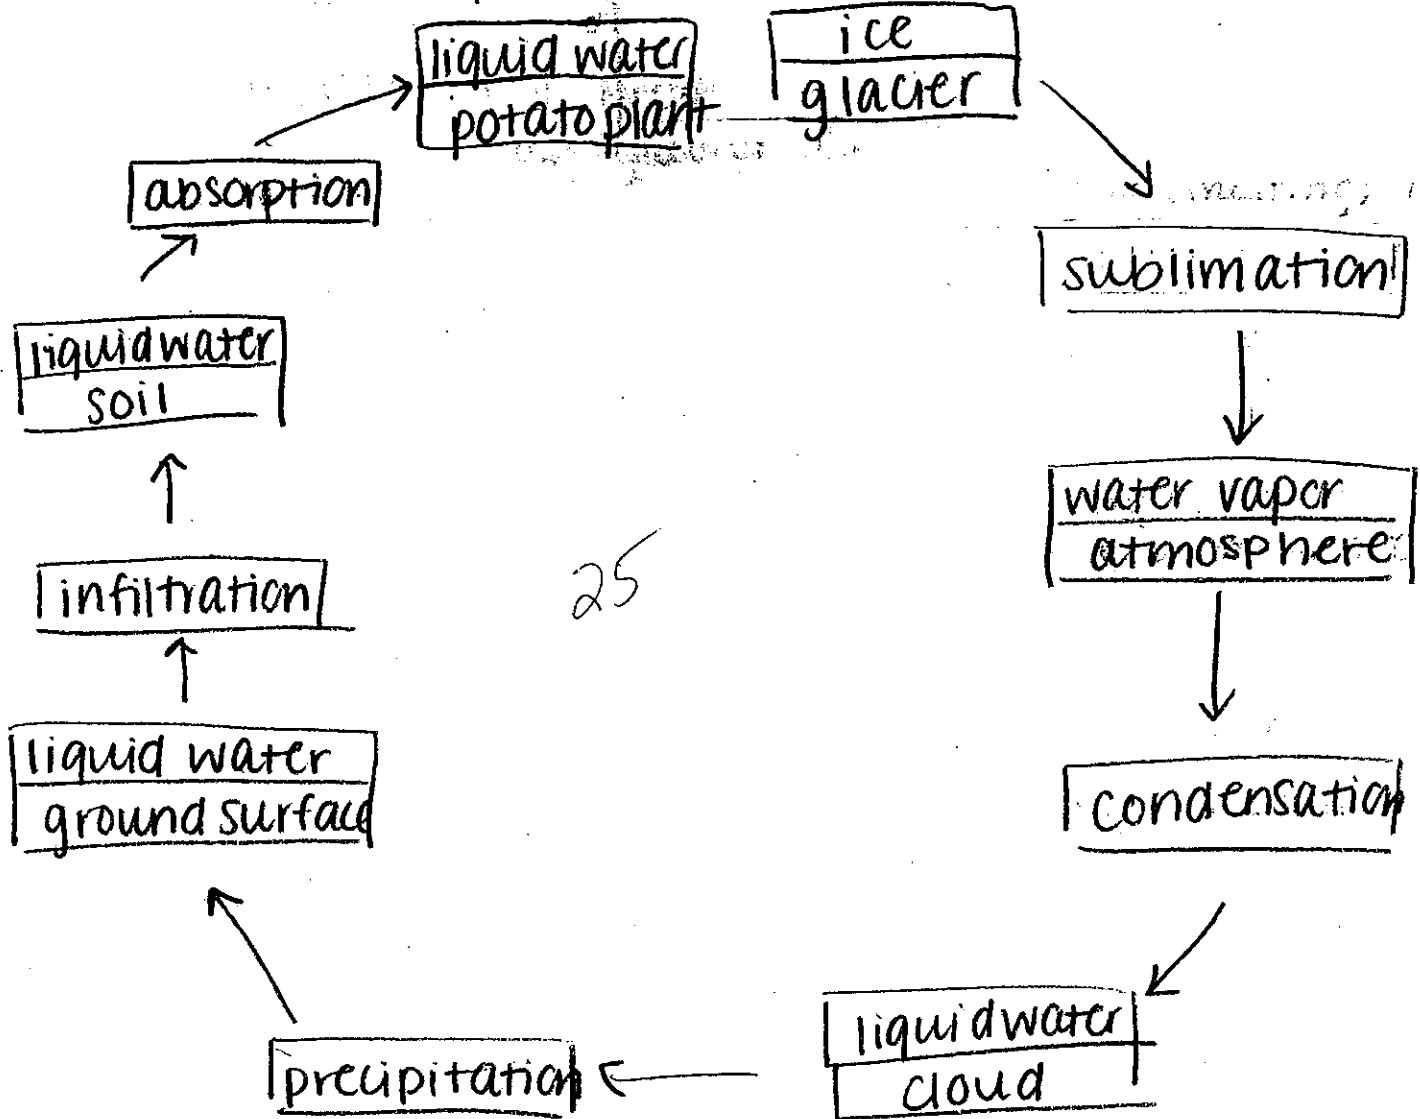 liquid water
potato plant
ice
glacier
absorption
sublimation
liquid water
soil
water vapor
atmosphere
infiltration
25
liquid water
ground surface
condensation
liquid water
cloud
precipitation